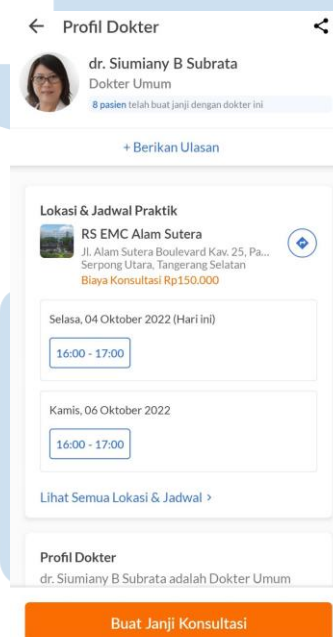 Profil Dokter
dr. Siumiany B Subrata
Dokter Umum
8 pasien telah buat janji dengan dokter ini
+ Berikan Ulasan
Lokasi & Jadwal Praktik
RS EMC Alam Sutera
Jl. Alam Sutera Boulevard Kav. 25, Pa...
Serpong Utara, Tangerang Selatan
Biaya Konsultasi Rp150.000
Selasa, 04 Oktober 2022 (Hari ini)
16:00 - 17:00
Kamis, 06 Oktober 2022
16:00 - 17:00
Lihat Semua Lokasi & Jadwal >
Profil Dokter
dr. Siumiany B Subrata adalah Dokter Umum
Buat Janji Konsultasi